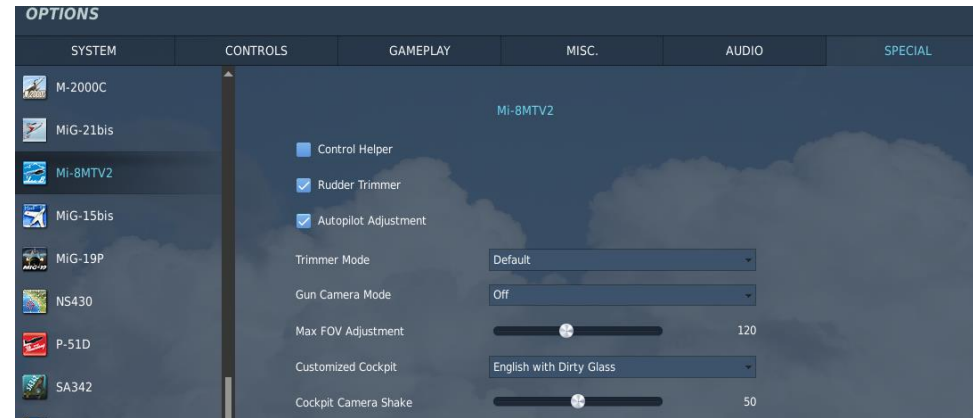 OPTIONS
SYSTEM CONTROLS GAMEPLAY MISC. AUDIO SPECIAL
M-2000C
MiG-21bis
Mi-8MTV2
MiG-15bis
MiG-19P
NS430
P-51D
SA342
Mi-8MTV2
Control Helper
Rudder Trimmer
Autopilot Adjustment
Trimmer Mode Default
Gun Camera Mode Off
Max FOV Adjustment 120
Customized Cockpit English with Dirty Glass
Cockpit Camera Shake 50